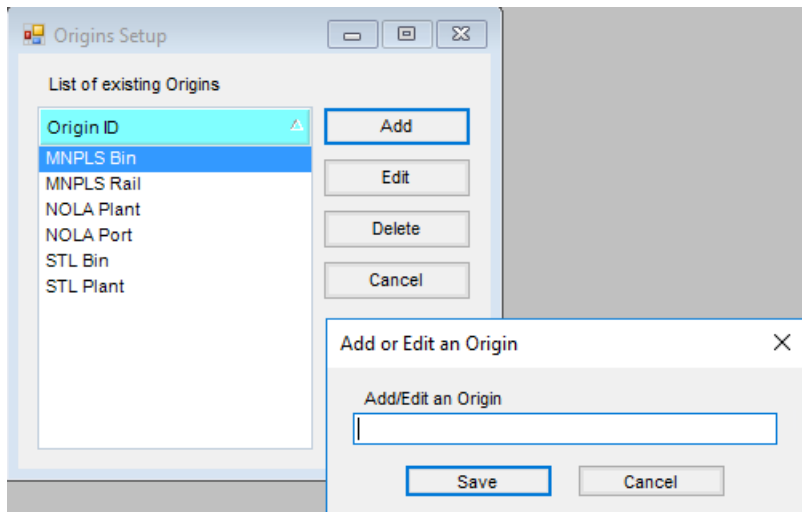 Origins Setup
List of existing Origins
Origin ID
Add
MNPLS Bin
MNPLS Rail
Edit
NOLA Plant
NOLA Port
Delete
STL Bin
STL Plant
Cancel
Add or Edit an Origin
Add/Edit an Origin
Save
Cancel